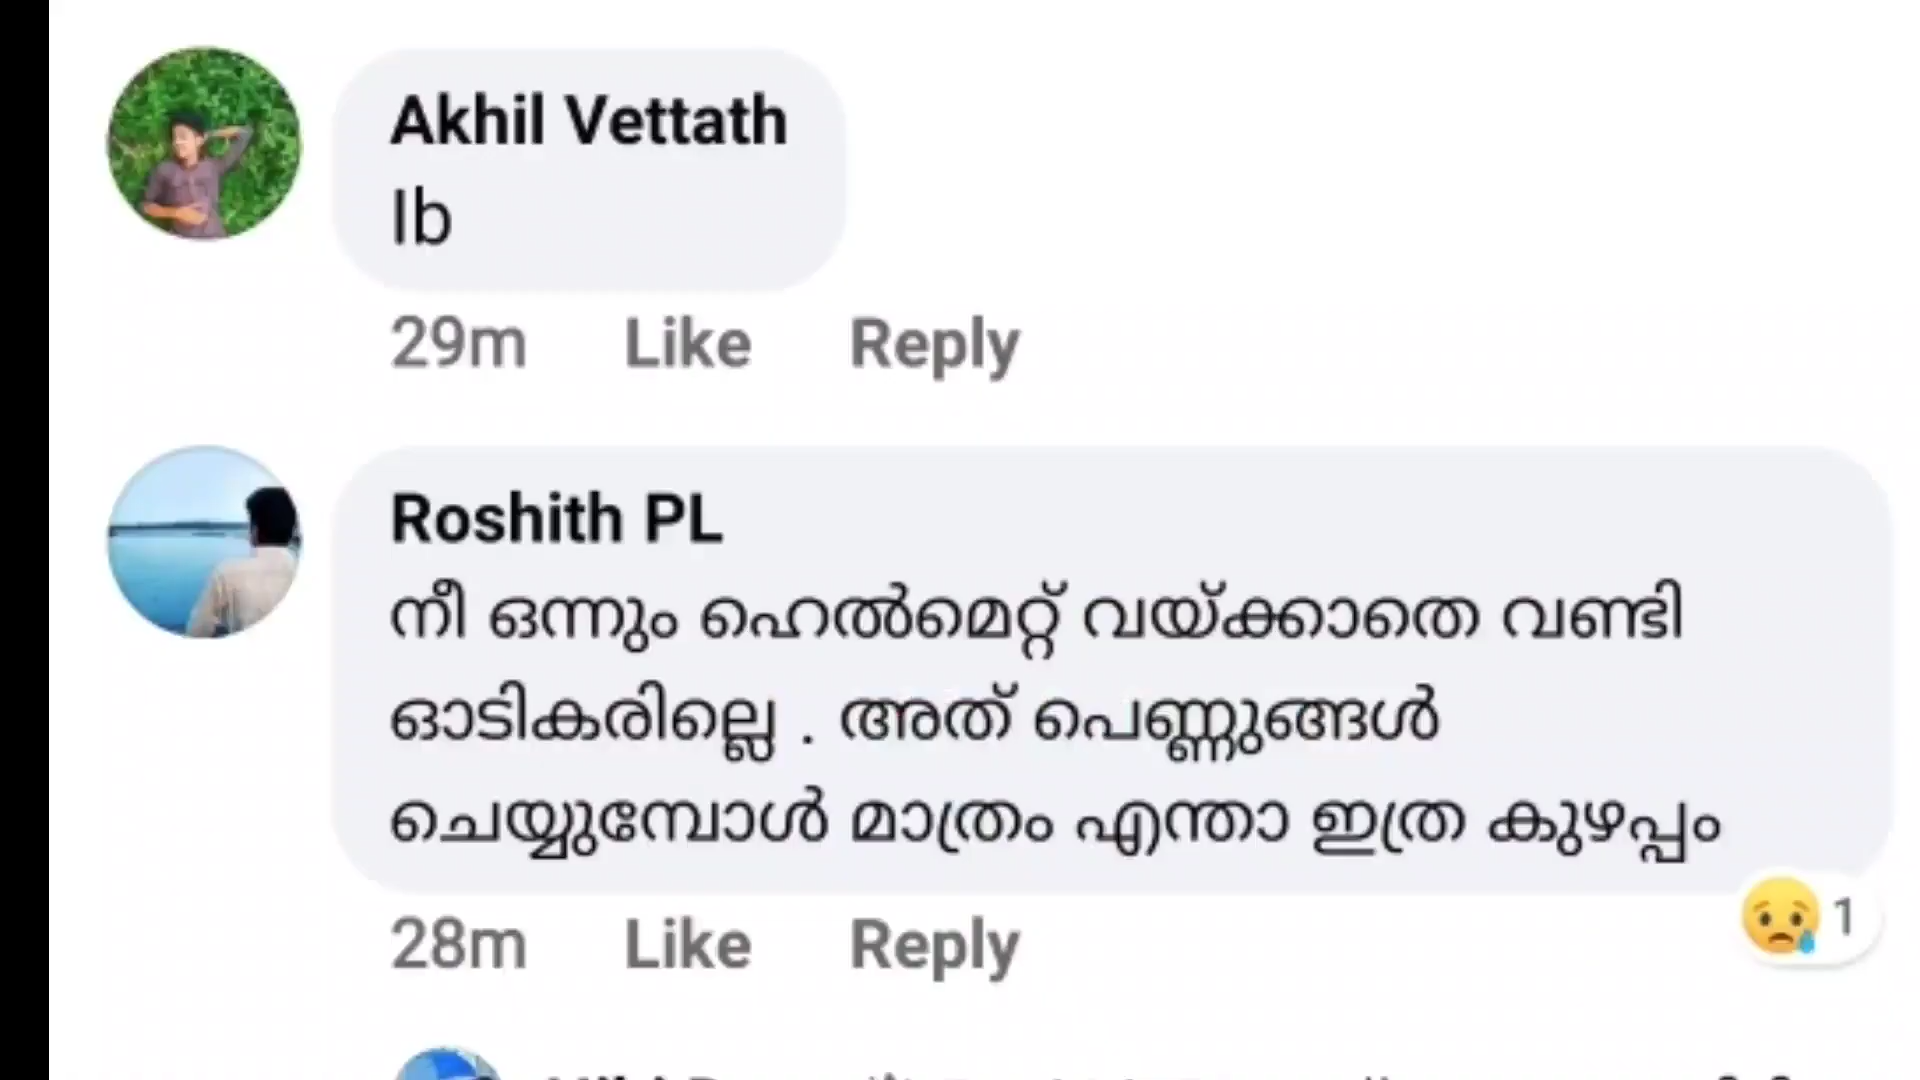 Akhil Vettath
Ib
29m Like Reply
Roshith PL
നീ ഒന്നും ഹെൽമെറ്റ് വയ്ക്കാതെ വണ്ടി
ഓടികരില്ലെ . അത് പെണ്ണുങ്ങൾ
ചെയ്യുമ്പോൾ മാത്രം എന്താ ഇത്ര കുഴപ്പം
1
28m Like Reply